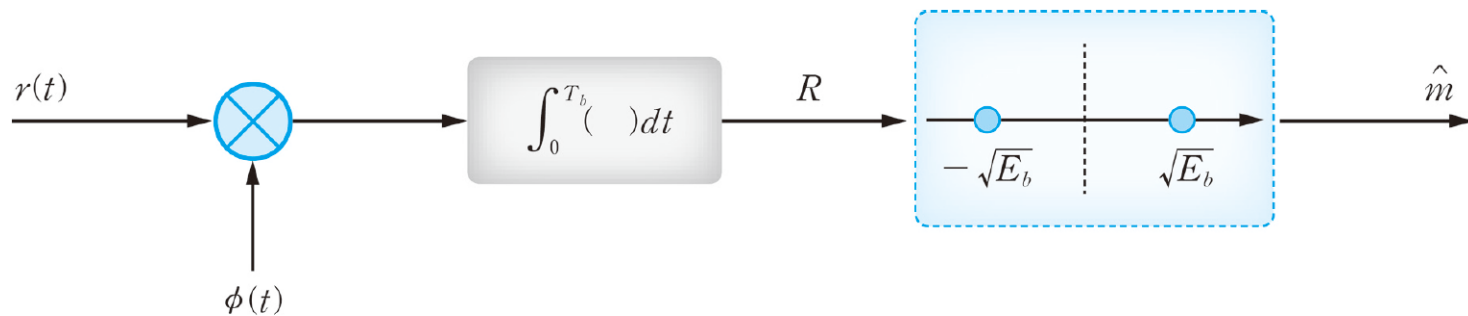 r(t)
ϕ(t)
∫₀^{T_b}( )dt
R
−√E_b
√E_b
m̂